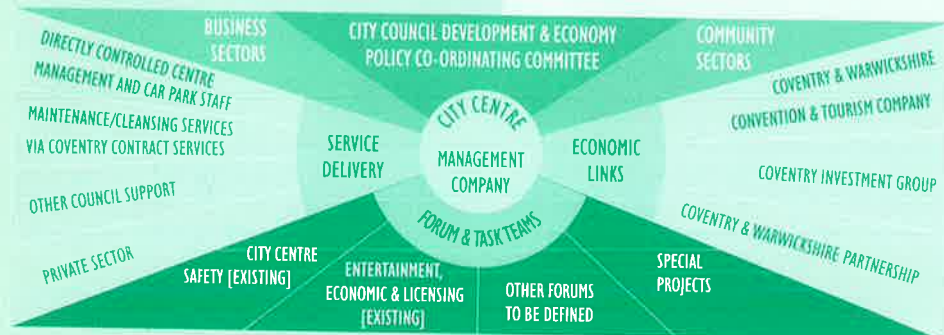 BUSINESS
SECTORS
CITY COUNCIL DEVELOPMENT & ECONOMY
POLICY CO-ORDINATING COMMITTEE
COMMUNITY
SECTORS
DIRECTLY CONTROLLED CENTRE
MANAGEMENT AND CAR PARK STAFF
MAINTENANCE/CLEANSING SERVICES
VIA COVENTRY CONTRACT SERVICES
OTHER COUNCIL SUPPORT
PRIVATE SECTOR
SERVICE
DELIVERY
CITY CENTRE
MANAGEMENT
COMPANY
FORUM & TASK TEAMS
ECONOMIC
LINKS
COVENTRY & WARWICKSHIRE
CONVENTION & TOURISM COMPANY
COVENTRY INVESTMENT GROUP
COVENTRY & WARWICKSHIRE PARTNERSHIP
CITY CENTRE
SAFETY [EXISTING]
ENTERTAINMENT,
ECONOMIC & LICENSING
[EXISTING]
OTHER FORUMS
TO BE DEFINED
SPECIAL
PROJECTS